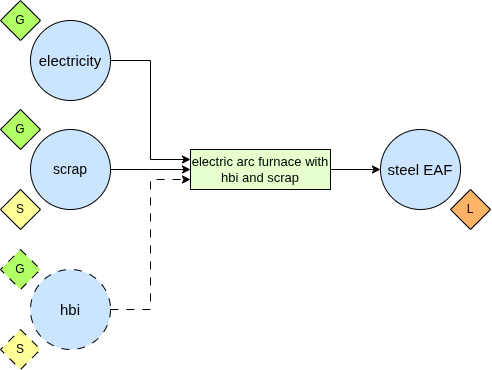 G
electricity
G
scrap
S
electric arc furnace with
hbi and scrap
steel EAF
L
G
hbi
S